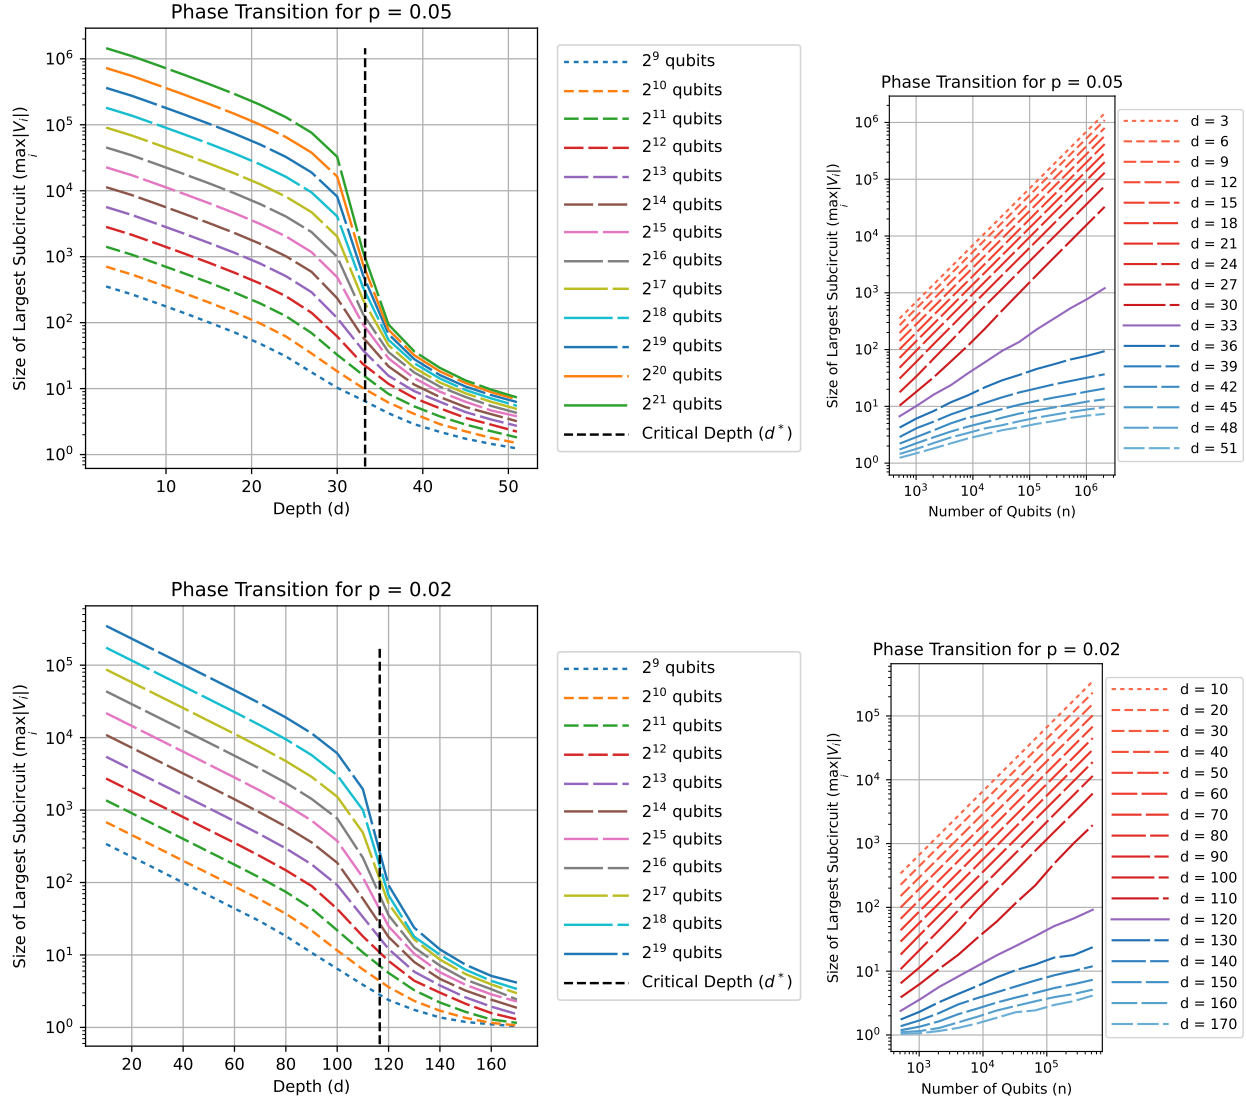 Phase Transition for p = 0.05
Size of Largest Subcircuit (max|Vᵢ|)
i
10⁶
10⁵
10⁴
10³
10²
10¹
10⁰
10 20 30 40 50
Depth (d)
2⁹ qubits
2¹⁰ qubits
2¹¹ qubits
2¹² qubits
2¹³ qubits
2¹⁴ qubits
2¹⁵ qubits
2¹⁶ qubits
2¹⁷ qubits
2¹⁸ qubits
2¹⁹ qubits
2²⁰ qubits
2²¹ qubits
Critical Depth (d*)
Phase Transition for p = 0.05
Size of Largest Subcircuit (max|Vᵢ|)
i
10⁶
10⁵
10⁴
10³
10²
10¹
10⁰
10³ 10⁴ 10⁵ 10⁶
Number of Qubits (n)
d = 3
d = 6
d = 9
d = 12
d = 15
d = 18
d = 21
d = 24
d = 27
d = 30
d = 33
d = 36
d = 39
d = 42
d = 45
d = 48
d = 51
Phase Transition for p = 0.02
Size of Largest Subcircuit (max|Vᵢ|)
i
10⁵
10⁴
10³
10²
10¹
10⁰
20 40 60 80 100 120 140 160
Depth (d)
2⁹ qubits
2¹⁰ qubits
2¹¹ qubits
2¹² qubits
2¹³ qubits
2¹⁴ qubits
2¹⁵ qubits
2¹⁶ qubits
2¹⁷ qubits
2¹⁸ qubits
2¹⁹ qubits
Critical Depth (d*)
Phase Transition for p = 0.02
Size of Largest Subcircuit (max|Vᵢ|)
i
10⁵
10⁴
10³
10²
10¹
10⁰
10³ 10⁴ 10⁵
Number of Qubits (n)
d = 10
d = 20
d = 30
d = 40
d = 50
d = 60
d = 70
d = 80
d = 90
d = 100
d = 110
d = 120
d = 130
d = 140
d = 150
d = 160
d = 170